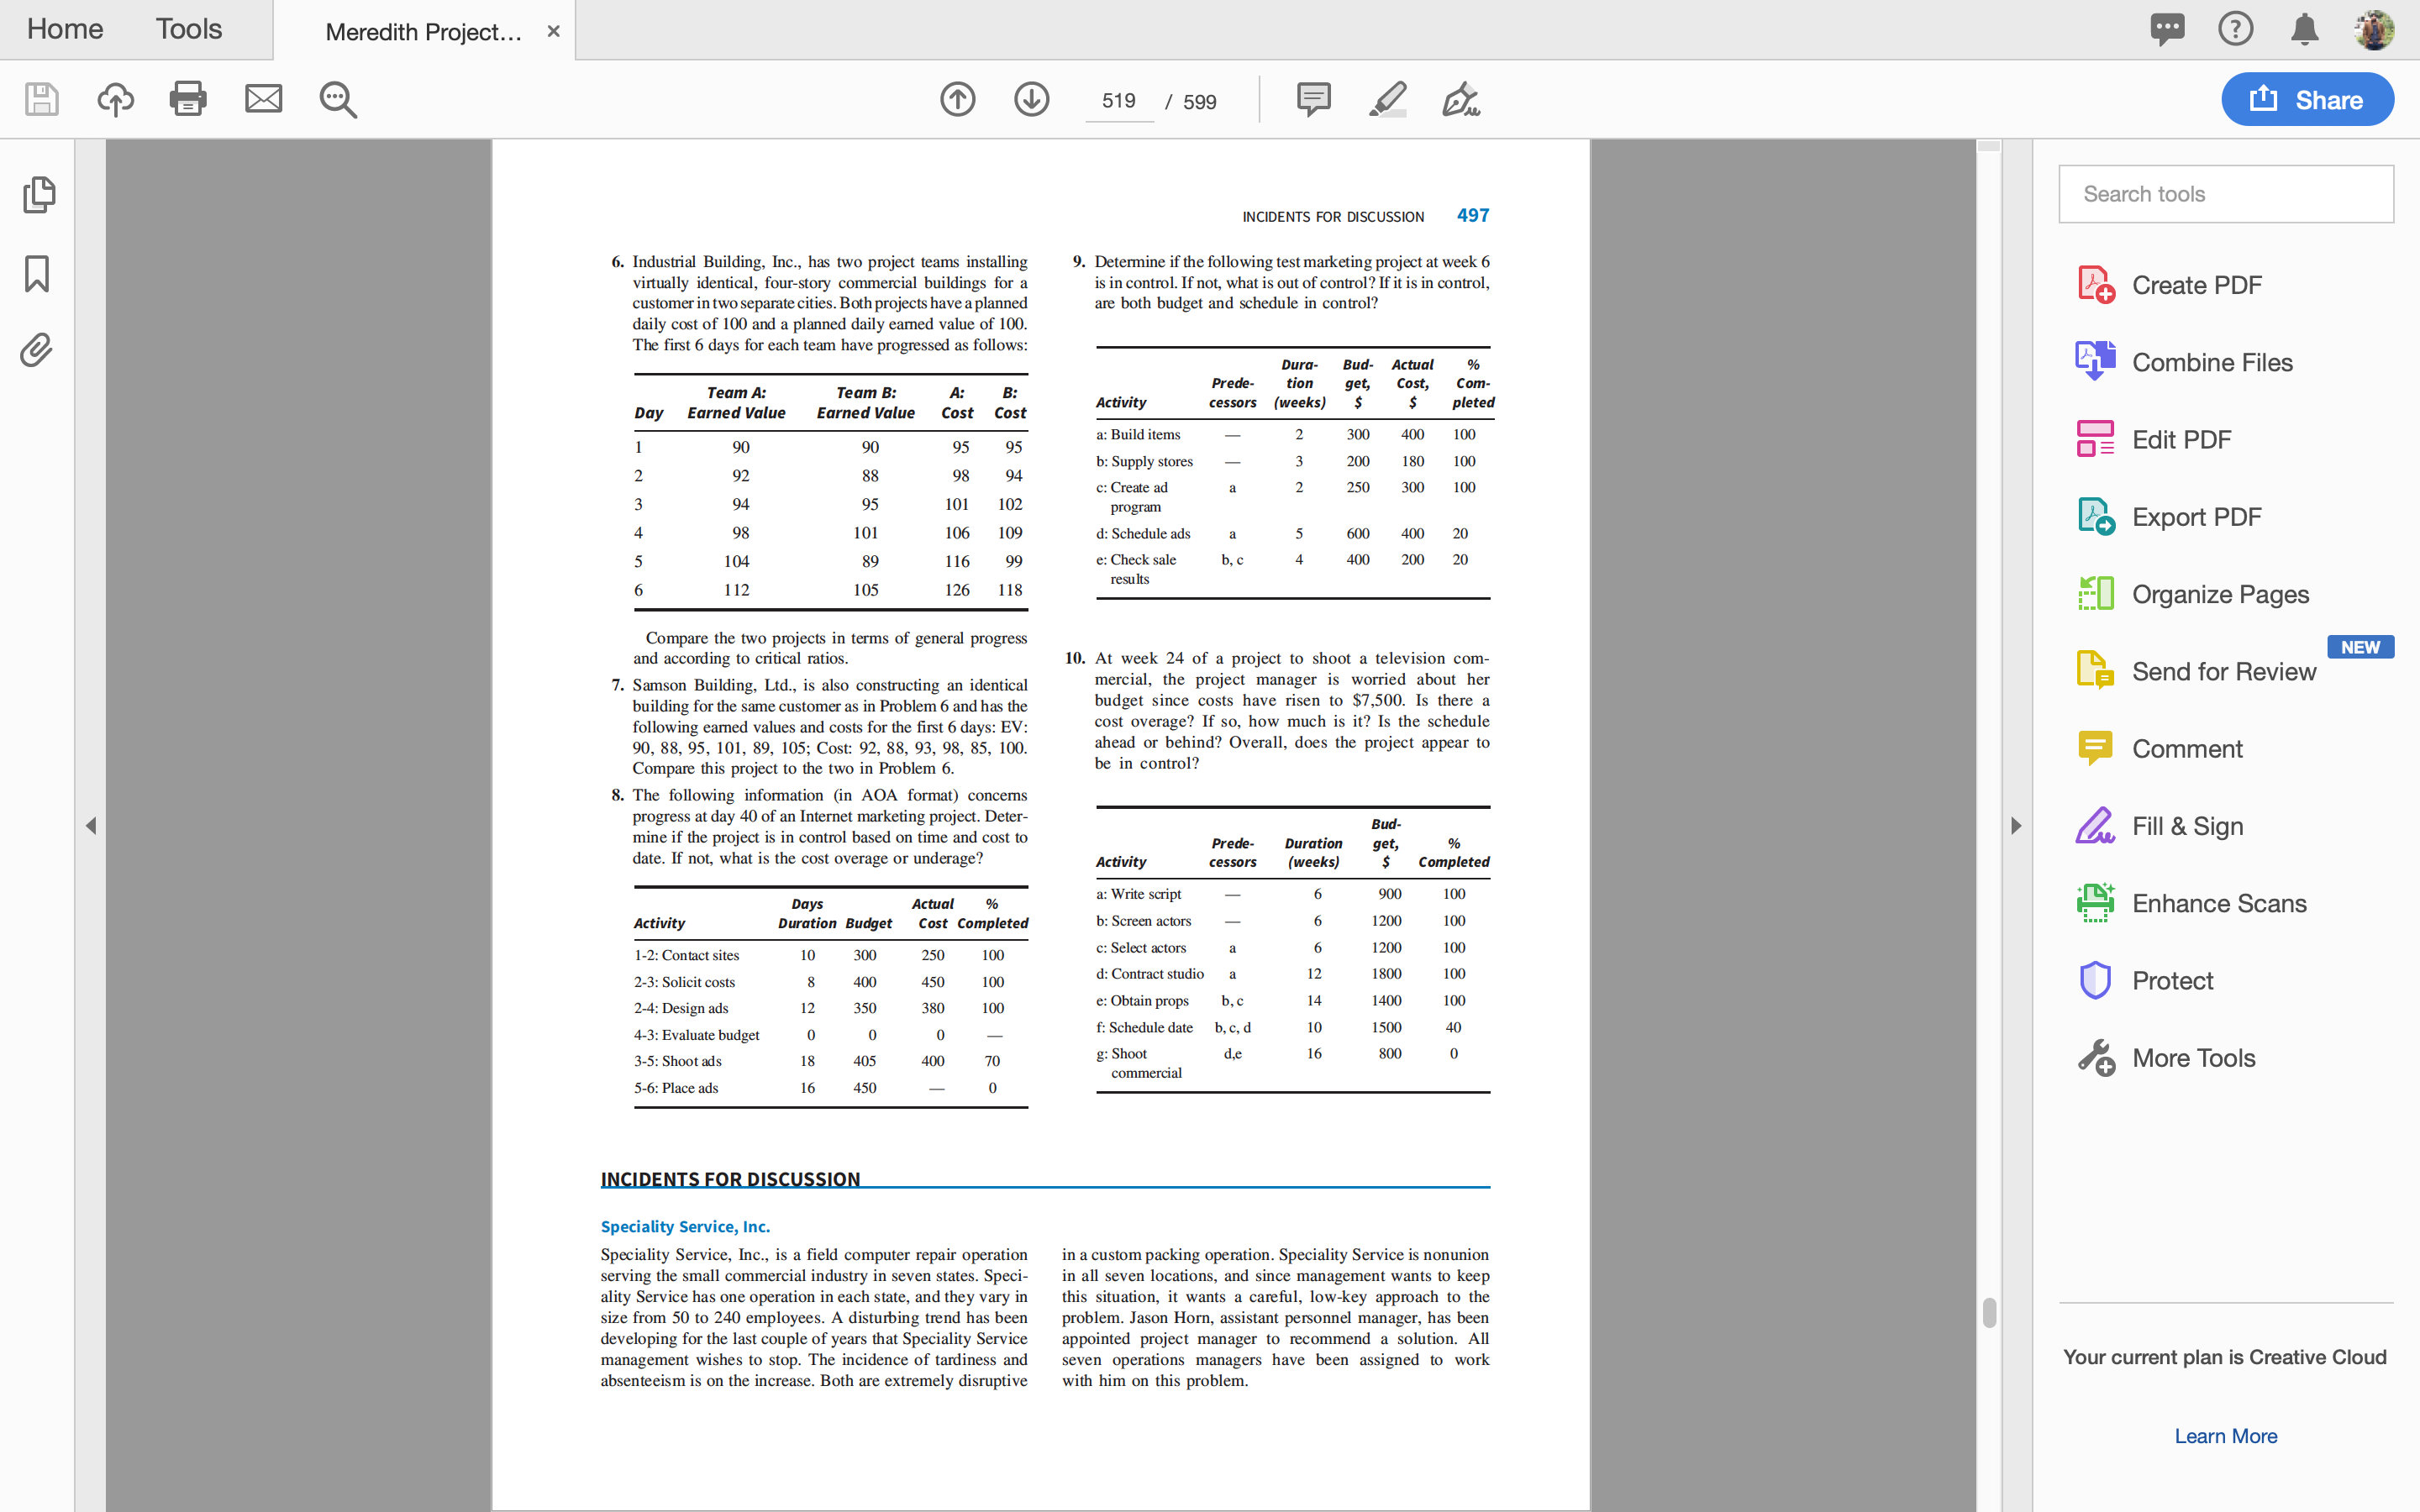 Home
Tools
Meredith Project...
×
519 / 599
Share
INCIDENTS FOR DISCUSSION 497
6. Industrial Building, Inc., has two project teams installing
virtually identical, four-story commercial buildings for a
customer in two separate cities. Both projects have a planned
daily cost of 100 and a planned daily earned value of 100.
The first 6 days for each team have progressed as follows:
Team A: Team B: A: B:
Day Earned Value Earned Value Cost Cost
1 90 90 95 95
2 92 88 98 94
3 94 95 101 102
4 98 101 106 109
5 104 89 116 99
6 112 105 126 118
Compare the two projects in terms of general progress
and according to critical ratios.
7. Samson Building, Ltd., is also constructing an identical
building for the same customer as in Problem 6 and has the
following earned values and costs for the first 6 days: EV:
90, 88, 95, 101, 89, 105; Cost: 92, 88, 93, 98, 85, 100.
Compare this project to the two in Problem 6.
8. The following information (in AOA format) concerns
progress at day 40 of an Internet marketing project. Deter-
mine if the project is in control based on time and cost to
date. If not, what is the cost overage or underage?
Days Actual %
Activity Duration Budget Cost Completed
1-2: Contact sites 10 300 250 100
2-3: Solicit costs 8 400 450 100
2-4: Design ads 12 350 380 100
4-3: Evaluate budget 0 0 0 —
3-5: Shoot ads 18 405 400 70
5-6: Place ads 16 450 — 0
9. Determine if the following test marketing project at week 6
is in control. If not, what is out of control? If it is in control,
are both budget and schedule in control?
Dura- Bud- Actual %
Prede- tion get, Cost, Com-
Activity cessors (weeks) $ $ pleted
a: Build items — 2 300 400 100
b: Supply stores — 3 200 180 100
c: Create ad a 2 250 300 100
program
d: Schedule ads a 5 600 400 20
e: Check sale b, c 4 400 200 20
results
10. At week 24 of a project to shoot a television com-
mercial, the project manager is worried about her
budget since costs have risen to $7,500. Is there a
cost overage? If so, how much is it? Is the schedule
ahead or behind? Overall, does the project appear to
be in control?
Bud-
Prede- Duration get, %
Activity cessors (weeks) $ Completed
a: Write script — 6 900 100
b: Screen actors — 6 1200 100
c: Select actors a 6 1200 100
d: Contract studio a 12 1800 100
e: Obtain props b, c 14 1400 100
f: Schedule date b, c, d 10 1500 40
g: Shoot d,e 16 800 0
commercial
INCIDENTS FOR DISCUSSION
Speciality Service, Inc.
Speciality Service, Inc., is a field computer repair operation
serving the small commercial industry in seven states. Speci-
ality Service has one operation in each state, and they vary in
size from 50 to 240 employees. A disturbing trend has been
developing for the last couple of years that Speciality Service
management wishes to stop. The incidence of tardiness and
absenteeism is on the increase. Both are extremely disruptive
in a custom packing operation. Speciality Service is nonunion
in all seven locations, and since management wants to keep
this situation, it wants a careful, low-key approach to the
problem. Jason Horn, assistant personnel manager, has been
appointed project manager to recommend a solution. All
seven operations managers have been assigned to work
with him on this problem.
Search tools
Create PDF
Combine Files
Edit PDF
Export PDF
Organize Pages
NEW
Send for Review
Comment
Fill & Sign
Enhance Scans
Protect
More Tools
Your current plan is Creative Cloud
Learn More